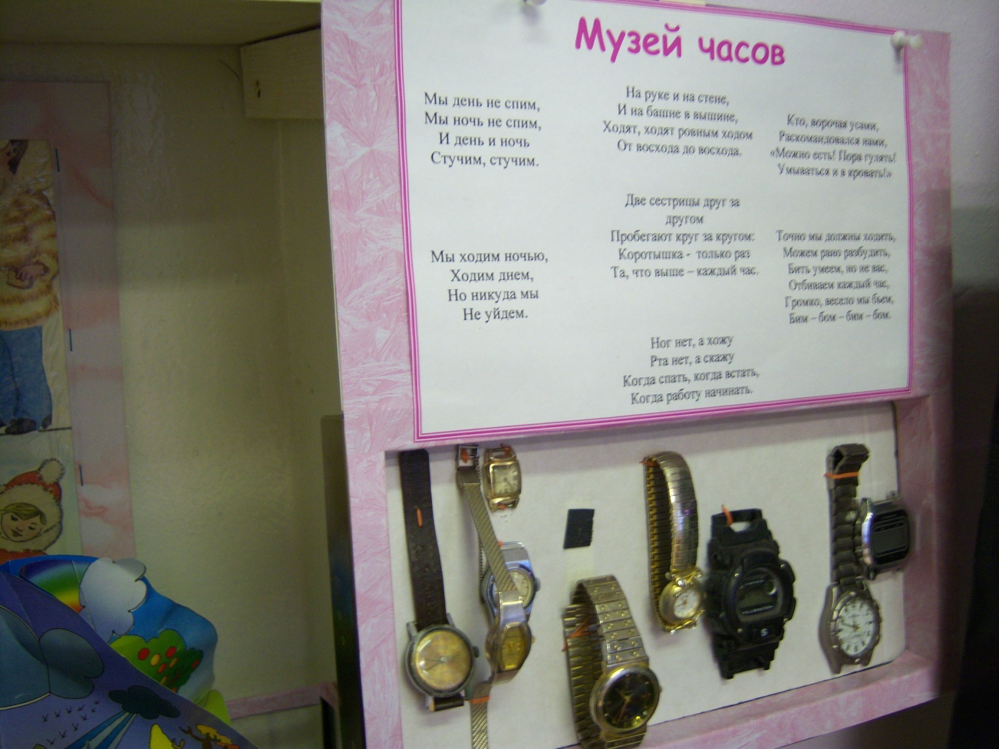 Музей часов
Мы день не спим,
Мы ночь не спим,
И день и ночь
Стучим, стучим.
На руке и на стене,
И на башне в вышине,
Ходят, ходят ровным ходом
От восхода до восхода.
Кто, ворочая усами,
Раскомандовался нами,
«Можно есть! Пора гулять!
Умываться и в кровать!»
Мы ходим ночью,
Ходим днем,
Но никуда мы
Не уйдем.
Две сестрицы друг за
другом
Пробегают круг за кругом:
Коротышка - только раз
Та, что выше – каждый час.
Точно мы должны ходить,
Можем рано разбудить,
Бить умеем, но не вас,
Отбиваем каждый час,
Громко, весело мы бьем,
Бим – бом – бим – бом.
Ног нет, а хожу
Рта нет, а скажу
Когда спать, когда встать,
Когда работу начинать.